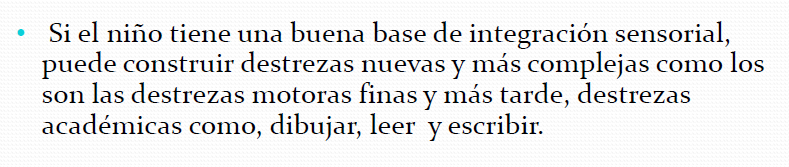 • Si el niño tiene una buena base de integración sensorial,
puede construir destrezas nuevas y más complejas como los
son las destrezas motoras finas y más tarde, destrezas
académicas como, dibujar, leer y escribir.